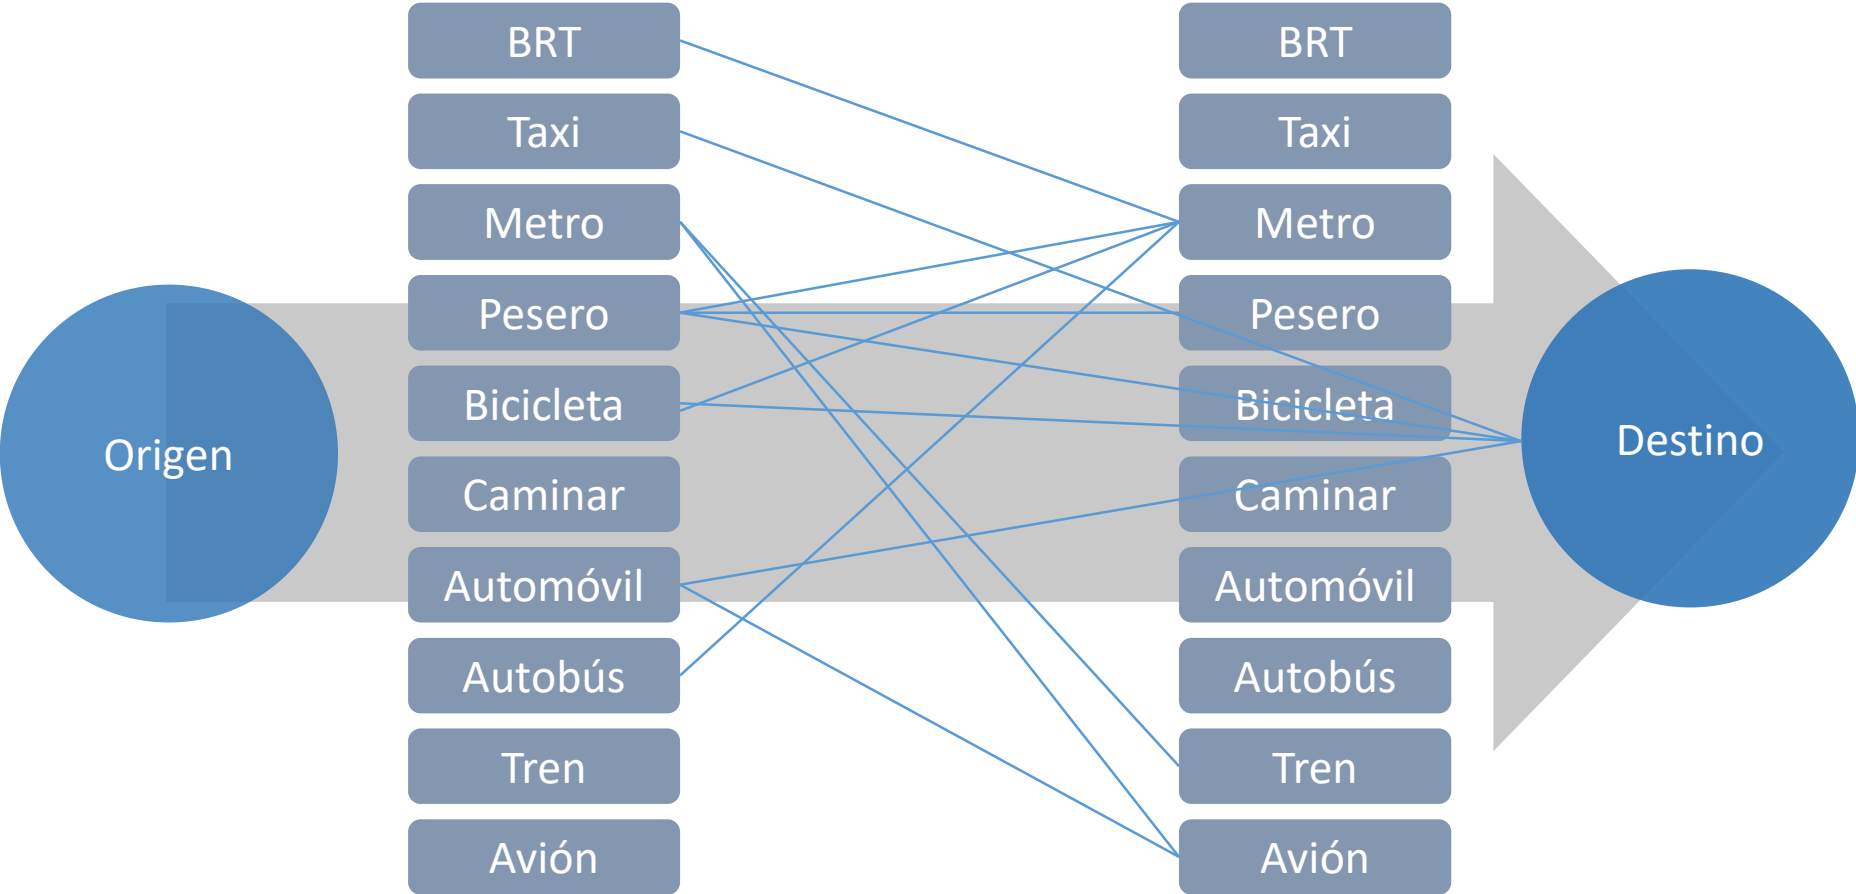 Origen
BRT
Taxi
Metro
Pesero
Bicicleta
Caminar
Automóvil
Autobús
Tren
Avión
BRT
Taxi
Metro
Pesero
Bicicleta
Caminar
Automóvil
Autobús
Tren
Avión
Destino